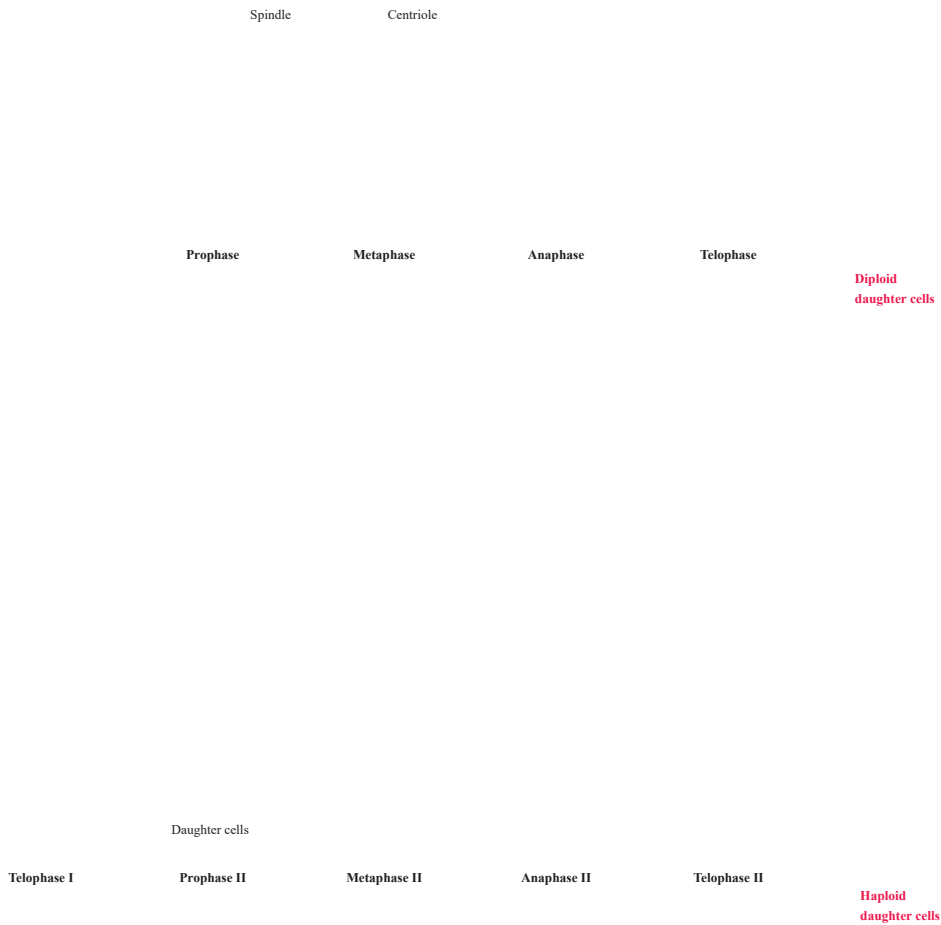 Spindle
Centriole
Prophase
Metaphase
Anaphase
Telophase
Diploid
daughter cells
Daughter cells
Telophase I
Prophase II
Metaphase II
Anaphase II
Telophase II
Haploid
daughter cells